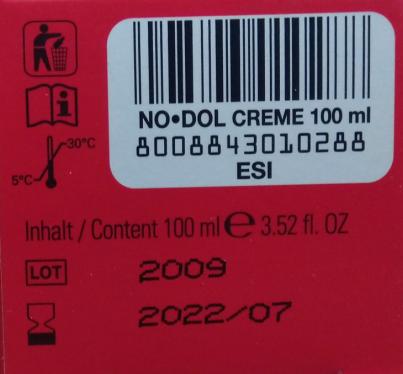 NO•DOL CREME 100 ml
8008843010288
ESI
30°C
5°C
Inhalt / Content 100 ml ℮ 3.52 fl. OZ
LOT 2009
2022/07